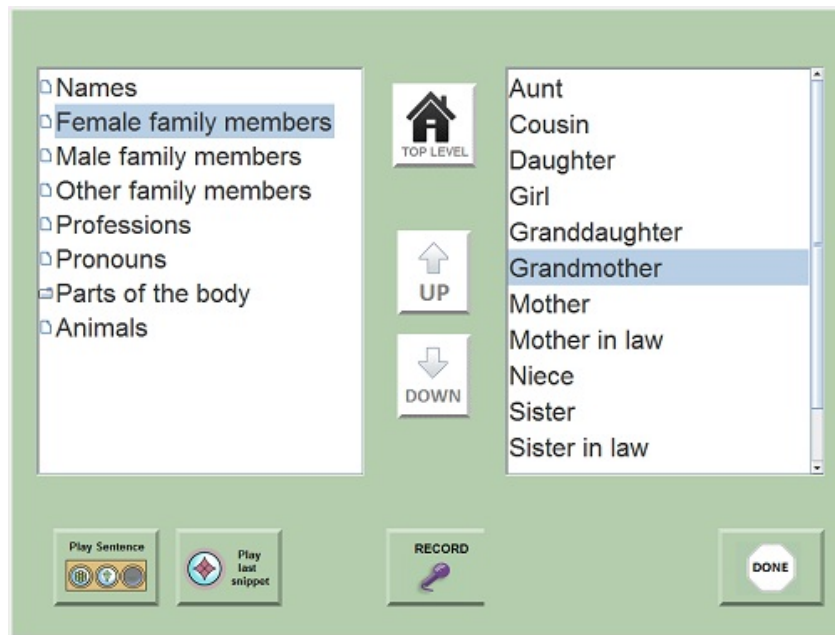 Names
Female family members
Male family members
Other family members
Professions
Pronouns
Parts of the body
Animals
TOP LEVEL
UP
DOWN
Aunt
Cousin
Daughter
Girl
Granddaughter
Grandmother
Mother
Mother in law
Niece
Sister
Sister in law
Play Sentence
Play
last
snippet
RECORD
DONE